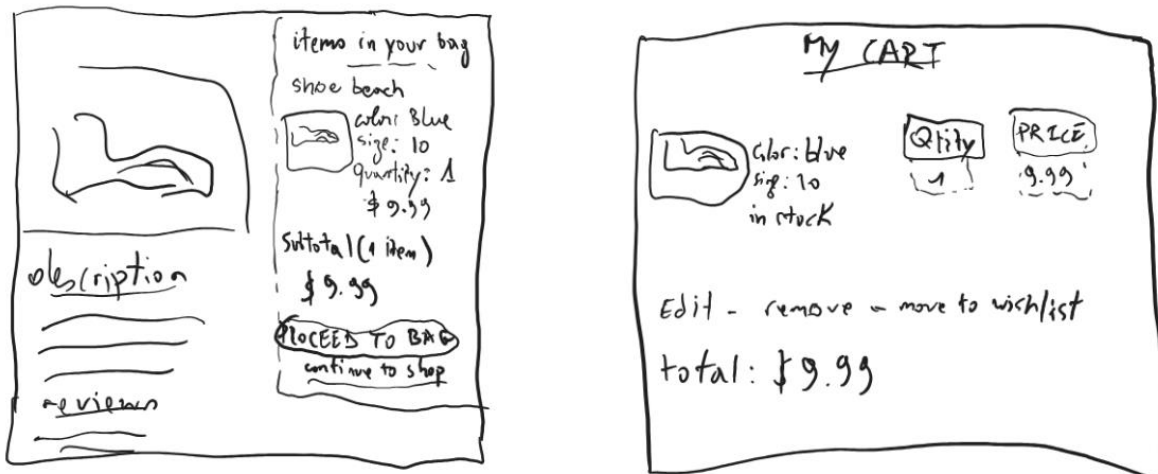 items in your bag
shoe beach
color: Blue
size: 10
quantity: 1
$ 9.99
Subtotal (1 item)
$ 9.99
PROCEED TO BAG
continue to shop
description
reviews
My CART
Color: blue
size: 10
in stock
Qtity
1
PRICE
9.99
Edit - remove - move to wishlist
total: $ 9.99